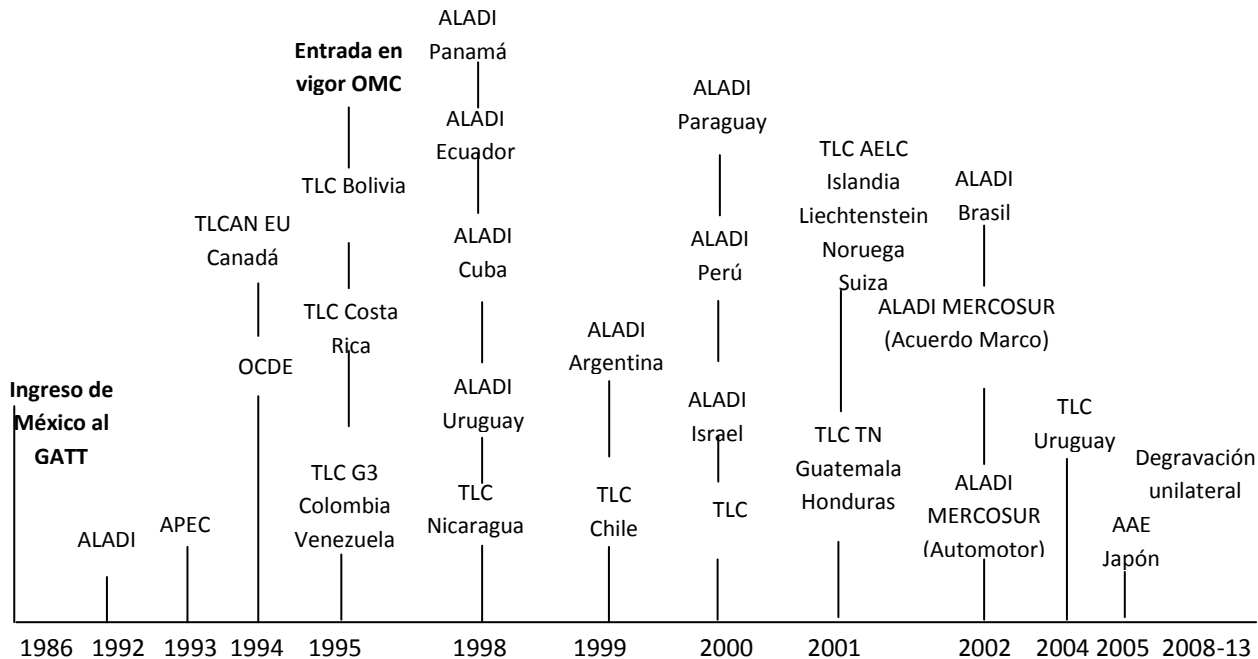 Ingreso de
México al
GATT
ALADI
APEC
TLCAN EU
Canadá
OCDE
Entrada en
vigor OMC
TLC Bolivia
TLC Costa
Rica
TLC G3
Colombia
Venezuela
ALADI
Panamá
ALADI
Ecuador
ALADI
Cuba
ALADI
Uruguay
TLC
Nicaragua
ALADI
Argentina
TLC
Chile
ALADI
Paraguay
ALADI
Perú
ALADI
Israel
TLC
TLC AELC
Islandia
Liechtenstein
Noruega
Suiza
TLC TN
Guatemala
Honduras
ALADI
Brasil
ALADI MERCOSUR
(Acuerdo Marco)
ALADI
MERCOSUR
(Automotor)
TLC
Uruguay
AAE
Japón
Degravación
unilateral
1986 1992 1993 1994 1995 1998 1999 2000 2001 2002 2004 2005 2008-13